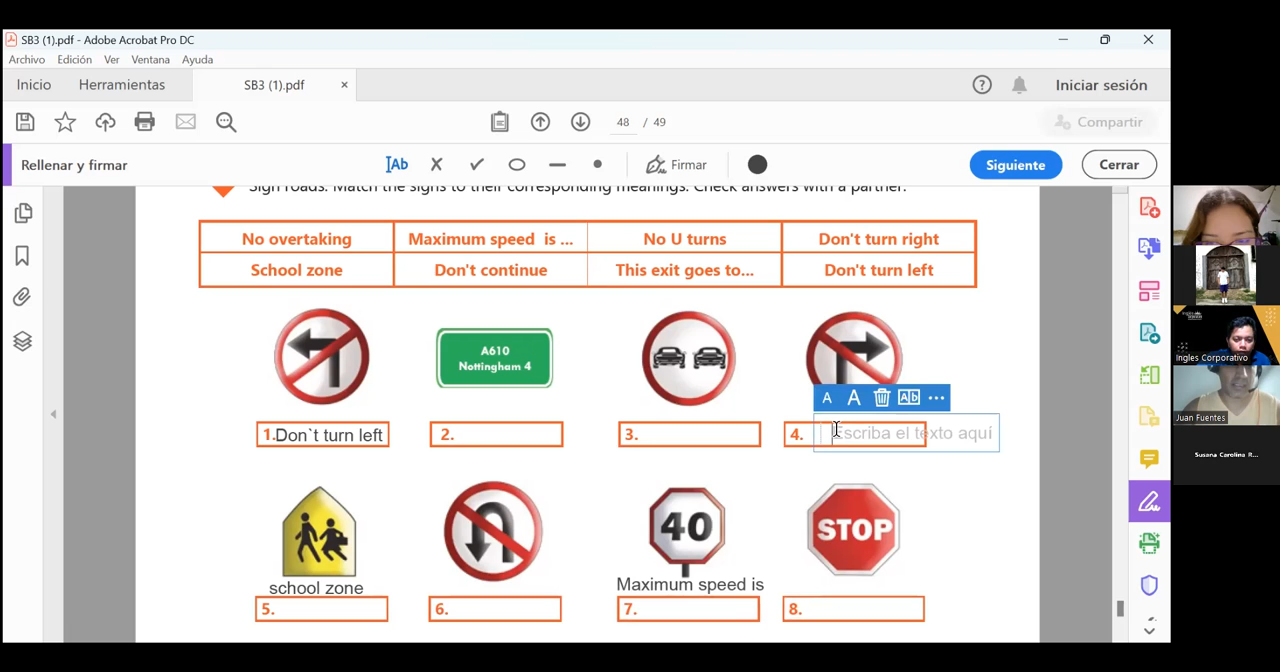 SB3 (1).pdf - Adobe Acrobat Pro DC
Archivo Edición Ver Ventana Ayuda
Inicio Herramientas SB3 (1).pdf
Iniciar sesión
48 / 49
Compartir
Rellenar y firmar
Ab
Firmar
Siguiente
Cerrar
Sign roads. Match the signs to their corresponding meanings. Check answers with a partner.
No overtaking Maximum speed is ... No U turns Don't turn right
School zone Don't continue This exit goes to... Don't turn left
A610
Nottingham 4
A A Ab
1. Don`t turn left 2. 3. 4. Escriba el texto aquí
40
STOP
school zone
Maximum speed is
5. 6. 7. 8.
Ingles Corporativo
Juan Fuentes
Susana Carolina R...